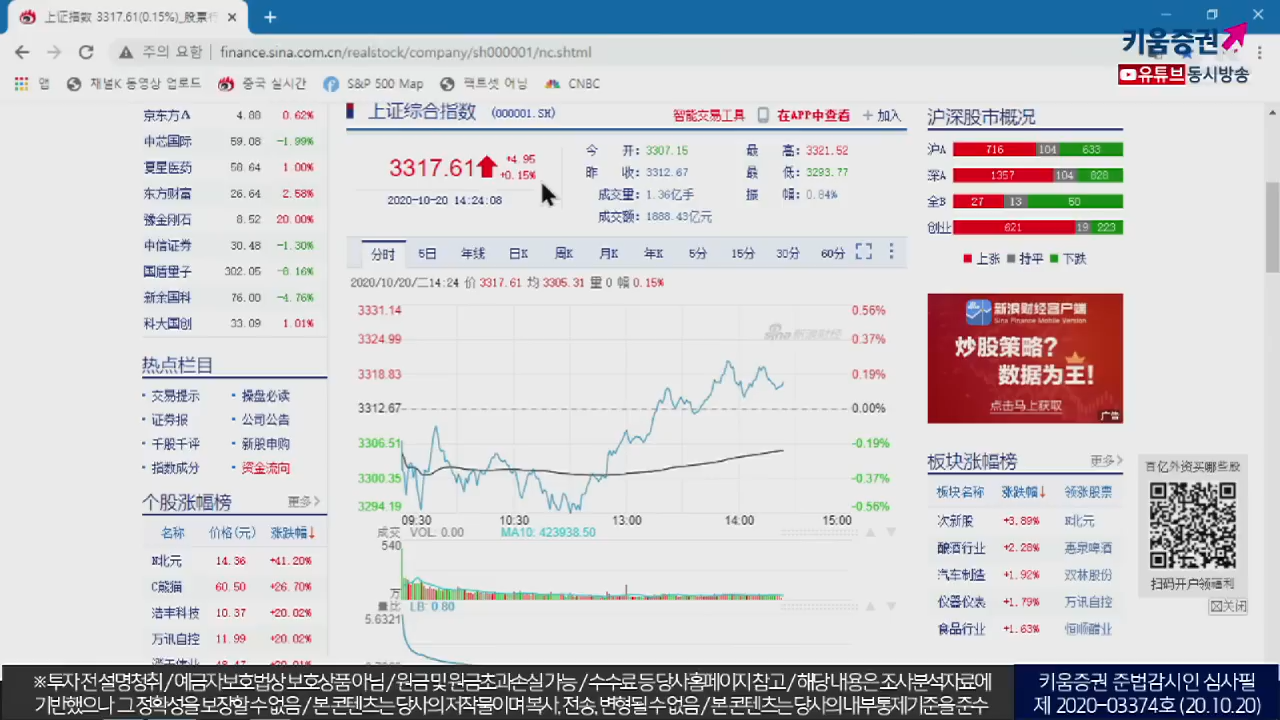 上证指数 3317.61(0.15%)_股票行
주의 요함
finance.sina.com.cn/realstock/company/sh000001/nc.shtml
키움증권
유튜브 동시방송
앱
채널K 동영상 업로드
중국 실시간
S&P 500 Map
CNBC
京东方A 4.88 0.62%
中芯国际 59.08 -1.99%
复星医药 58.64 1.00%
东方财富 26.64 2.58%
豫金刚石 8.52 20.00%
中信证券 30.48 -1.30%
国盾量子 302.05 -8.16%
新余国科 76.00 -4.76%
科大国创 33.09 1.01%
热点栏目
交易提示 操盘必读
证券报 公司公告
千股千评 新股申购
指数成分 资金流向
个股涨幅榜 更多>
名称 价格(元) 涨跌幅↓
N北元 14.36 +41.20%
C熊猫 60.50 +26.70%
浩丰科技 10.37 +20.02%
万讯自控 11.99 +20.02%
上证综合指数 (000001.SH)
智能交易工具 在APP中查看 + 加入
3317.61 +4.95
+0.15%
2020-10-20 14:24:08
今 开: 3307.15 最 高: 3321.52
昨 收: 3312.67 最 低: 3293.77
成交量: 1.36亿手 振 幅: 0.84%
成交额: 1888.43亿元
分时 5日 年线 日K 周K 月K 年K 5分 15分 30分 60分
2020/10/20/二14:24 价 3317.61 均 3305.31 量 0 幅 0.15%
sina 新浪财经
3331.14 0.56%
3324.99 0.37%
3318.83 0.19%
3312.67 0.00%
3306.51 -0.19%
3300.35 -0.37%
3294.19 -0.56%
09:30 10:30 13:00 14:00 15:00
成交 VOL: 0.00 MA10: 423938.50
540
万
量比 LB: 0.80
5.6321
沪深股市概况
沪A 716 104 633
深A 1357 104 828
全B 27 13 50
创业 621 19 223
上涨 持平 下跌
新浪财经客户端
Sina Finance Mobile Version
炒股策略?
数据为王!
点击马上获取
广告
板块涨幅榜 更多>
板块名称 涨跌幅↓ 领涨股票
次新股 +3.89% N北元
酿酒行业 +2.28% 惠泉啤酒
汽车制造 +1.92% 双林股份
仪器仪表 +1.79% 万讯自控
食品行业 +1.63% 恒顺醋业
百亿外资买哪些股
扫码开户领福利
关闭
※투자 전 설명청취 / 예금자보호법상 보호상품 아님 / 원금 및 원금초과손실 가능 / 수수료 등 당사홈페이지 참고 / 해당 내용은 조사분석자료에
기반했으나 그 정확성을 보장할 수 없음 / 본 콘텐츠는 당사의 저작물이며 복사, 전송, 변형될 수 없음 / 본 콘텐츠는 당사의 내부통제기준을 준수
키움증권 준법감시인 심사필
제 2020-03374호 (20.10.20)